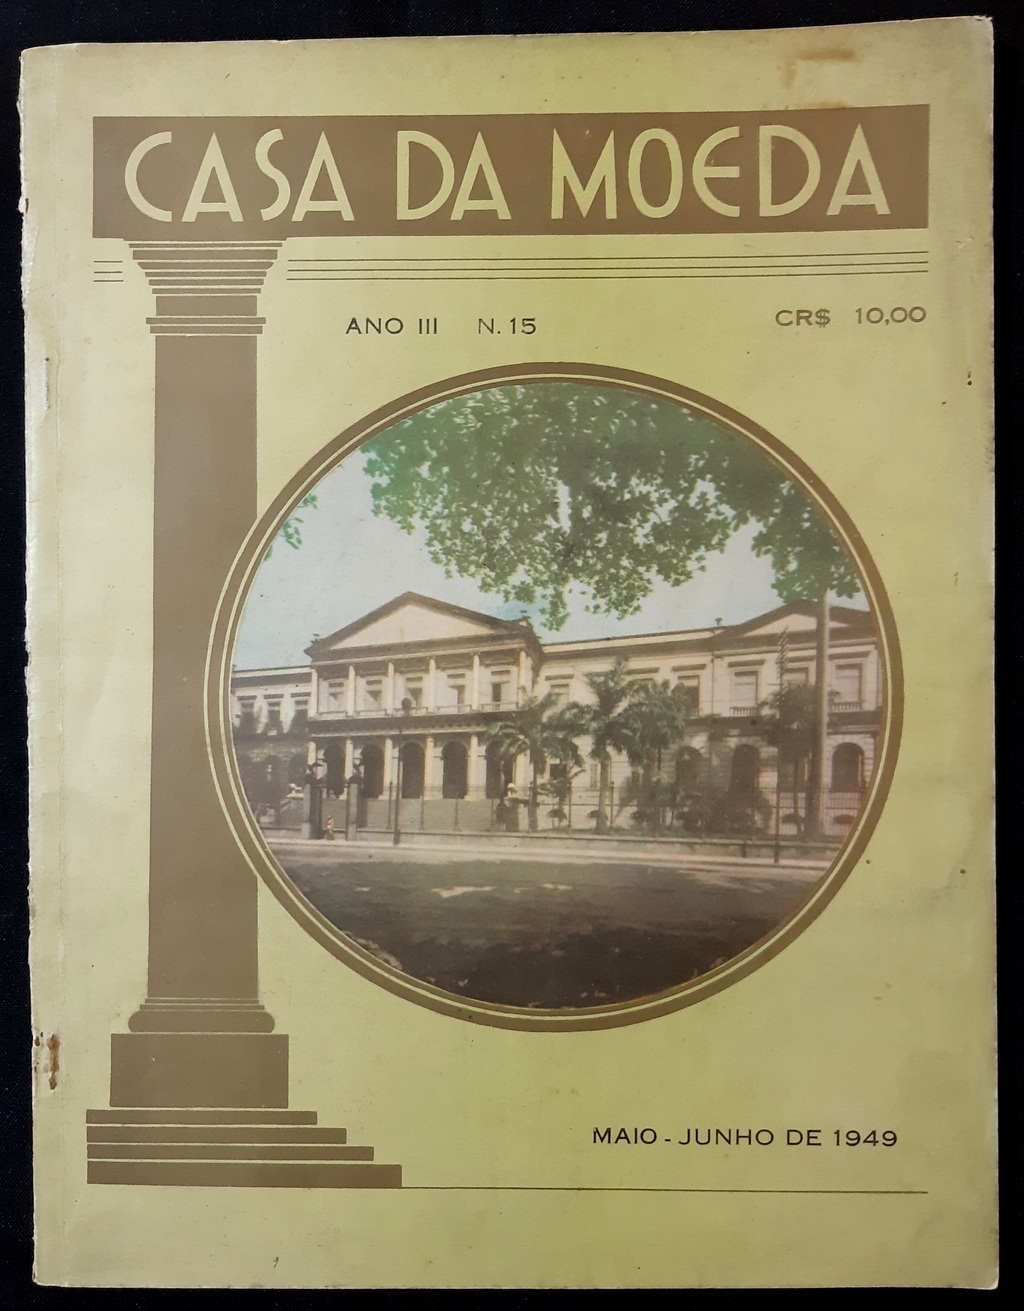 CASA DA MOEDA
ANO III N. 15
CR$ 10,00
MAIO - JUNHO DE 1949